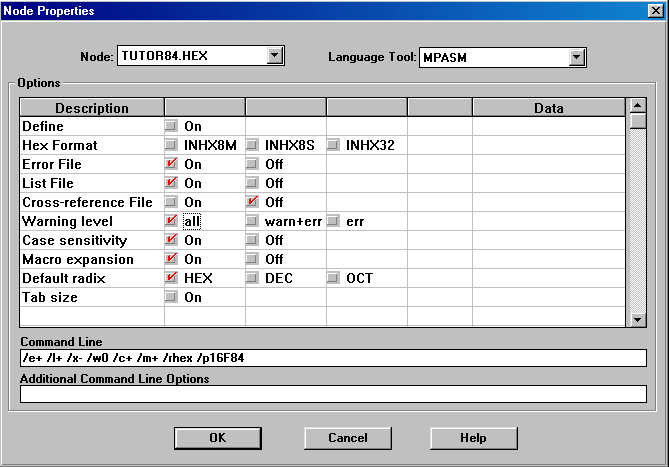 Node Properties
Node: TUTOR84.HEX Language Tool: MPASM
Options
Description Data
Define On
Hex Format INHX8M INHX8S INHX32
Error File On Off
List File On Off
Cross-reference File On Off
Warning level all warn+err err
Case sensitivity On Off
Macro expansion On Off
Default radix HEX DEC OCT
Tab size On
Command Line
/e+ /l+ /x- /w0 /c+ /m+ /rhex /p16F84
Additional Command Line Options
OK Cancel Help